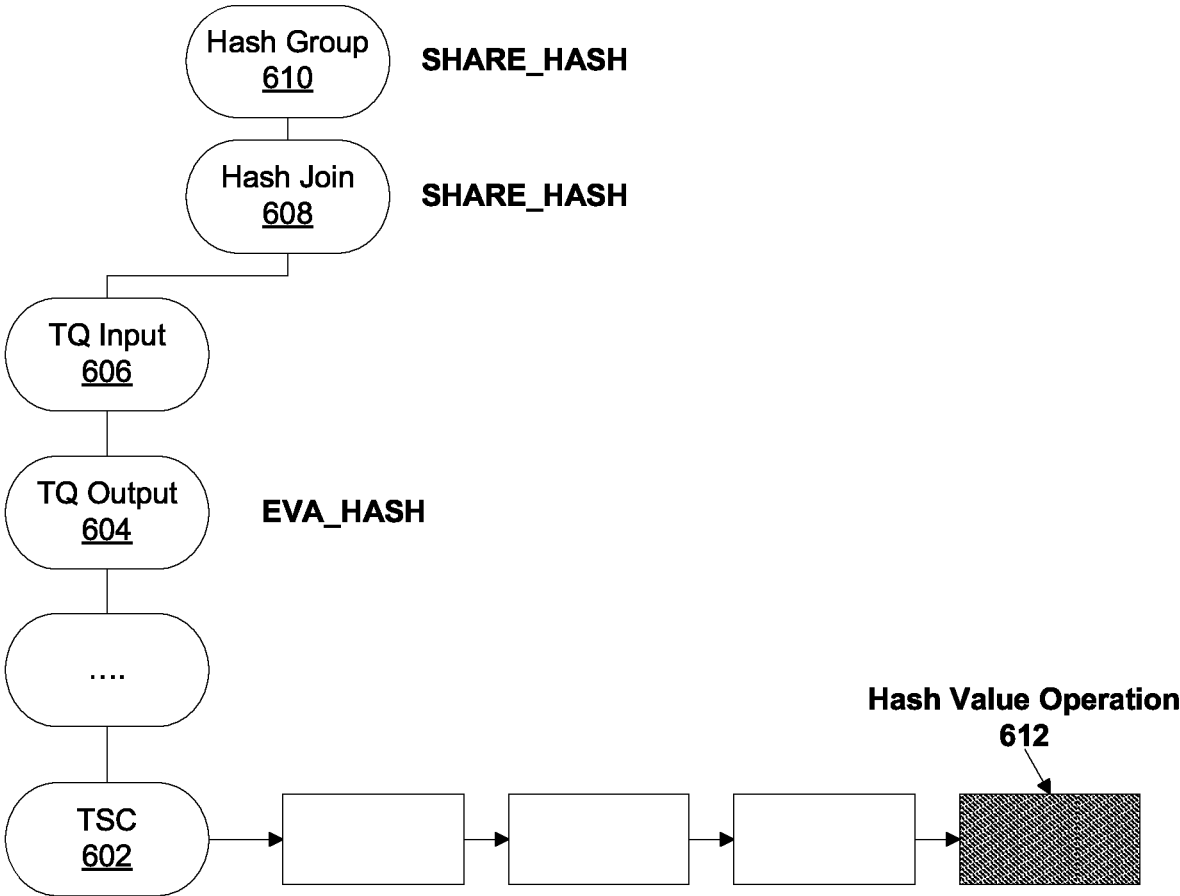 Hash Group
610
SHARE_HASH
Hash Join
608
SHARE_HASH
TQ Input
606
TQ Output
604
EVA_HASH
....
Hash Value Operation
612
TSC
602